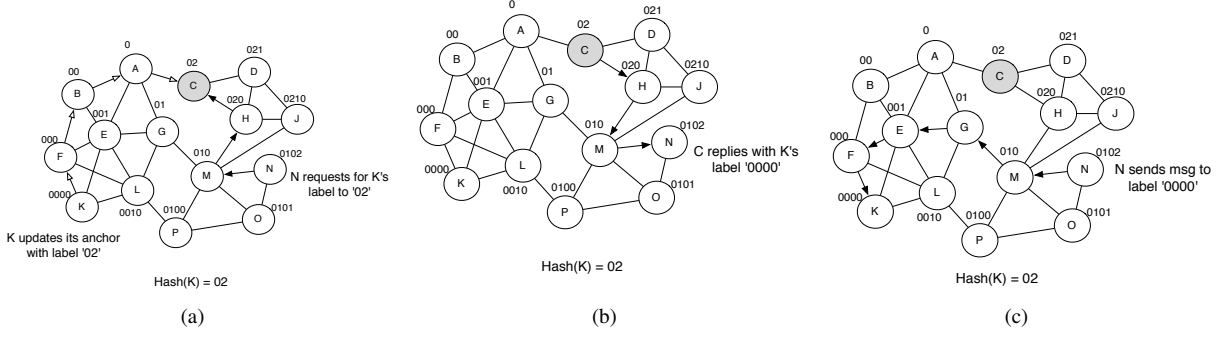 0
A
02
C
021
D
00
B
001
E
01
G
020
H
0210
J
000
F
010
M
0102
N
N requests for K's
label to '02'
0000
K
L
0010
0100
P
O
0101
K updates its anchor
with label '02'
Hash(K) = 02
(a)
0
A
02
C
021
D
00
B
001
E
01
G
020
H
0210
J
000
F
010
M
0102
N
C replies with K's
label '0000'
0000
K
L
0010
0100
P
O
0101
Hash(K) = 02
(b)
0
A
02
C
021
D
00
B
001
E
01
G
020
H
0210
J
000
F
010
M
0102
N
N sends msg to
label '0000'
0000
K
L
0010
0100
P
O
0101
Hash(K) = 02
(c)